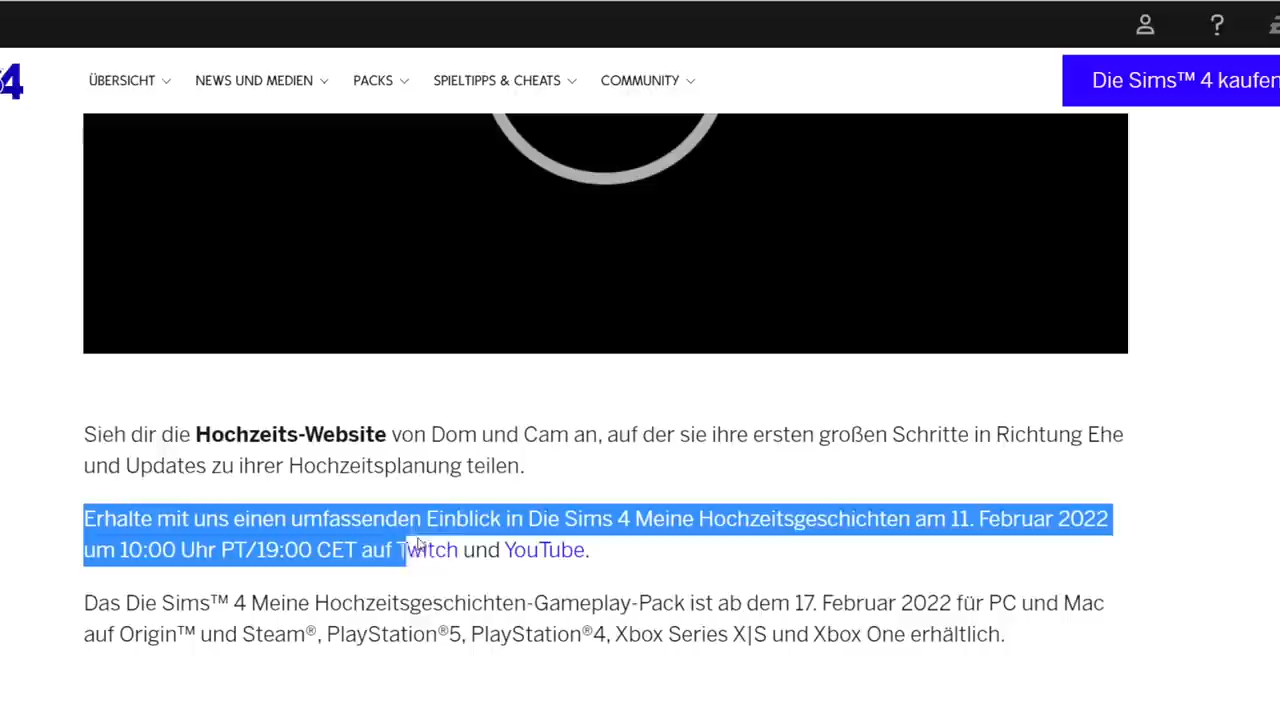 4
ÜBERSICHT NEWS UND MEDIEN PACKS SPIELTIPPS & CHEATS COMMUNITY
Die Sims™ 4 kaufen
Sieh dir die Hochzeits-Website von Dom und Cam an, auf der sie ihre ersten großen Schritte in Richtung Ehe
und Updates zu ihrer Hochzeitsplanung teilen.
Erhalte mit uns einen umfassenden Einblick in Die Sims 4 Meine Hochzeitsgeschichten am 11. Februar 2022
um 10:00 Uhr PT/19:00 CET auf Twitch und YouTube.
Das Die Sims™ 4 Meine Hochzeitsgeschichten-Gameplay-Pack ist ab dem 17. Februar 2022 für PC und Mac
auf Origin™ und Steam®, PlayStation®5, PlayStation®4, Xbox Series X|S und Xbox One erhältlich.